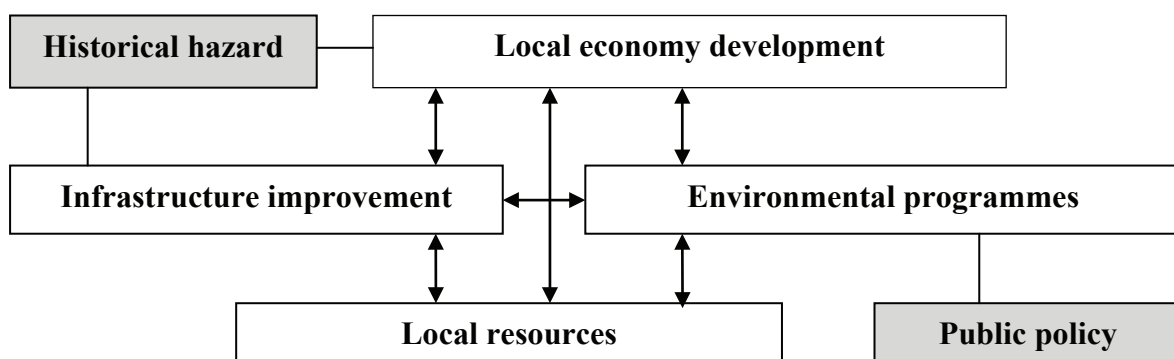 Historical hazard
Local economy development
Infrastructure improvement
Environmental programmes
Local resources
Public policy